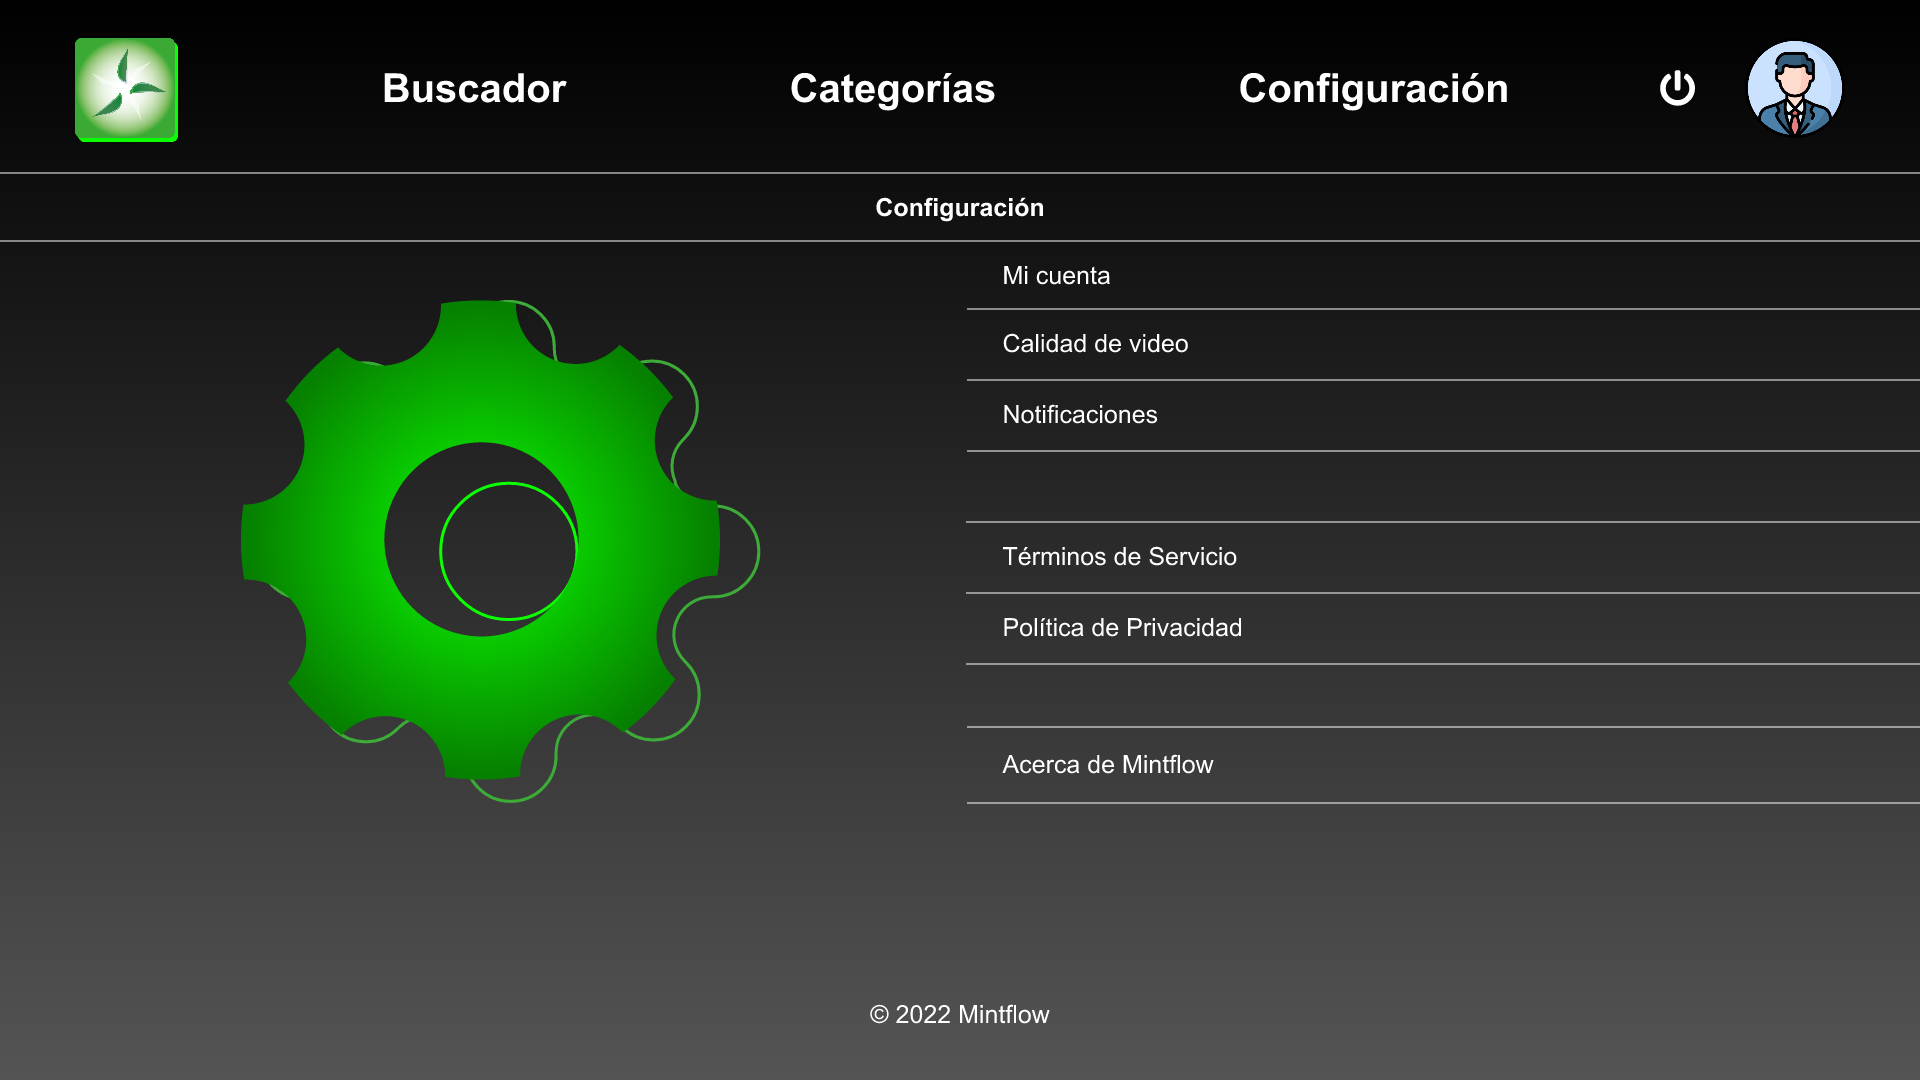 Buscador
Categorías
Configuración
Configuración
Mi cuenta
Calidad de video
Notificaciones
Términos de Servicio
Política de Privacidad
Acerca de Mintflow
© 2022 Mintflow